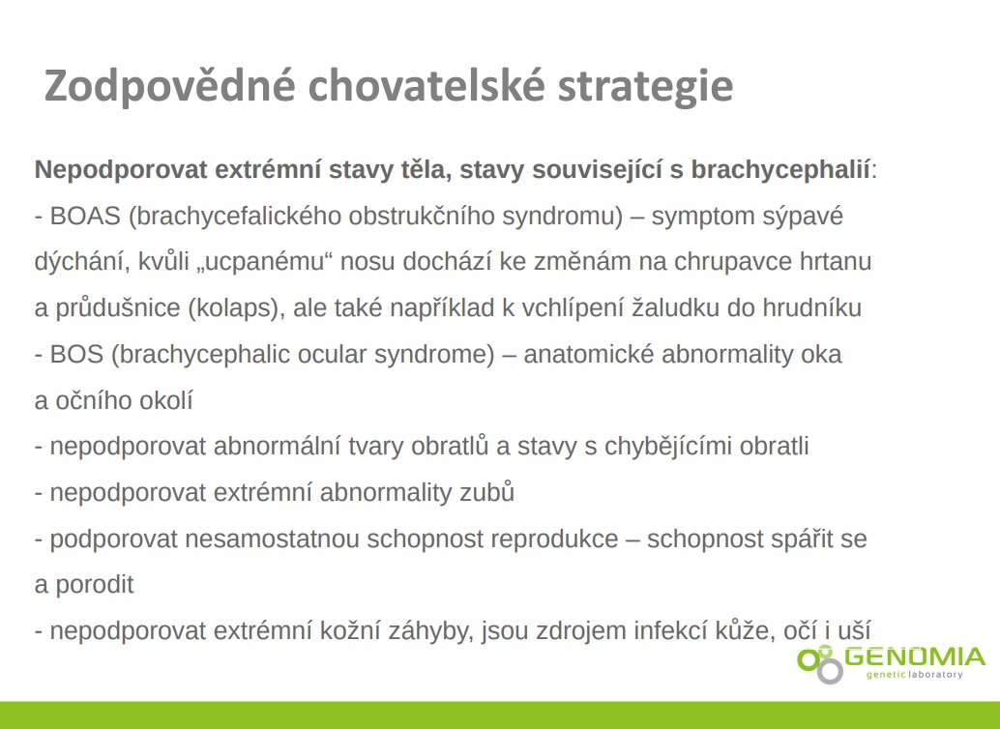 Zodpovědné chovatelské strategie
Nepodporovat extrémní stavy těla, stavy související s brachycephalií:
- BOAS (brachycefalického obstrukčního syndromu) – symptom sýpavé
dýchání, kvůli „ucpanému“ nosu dochází ke změnám na chrupavce hrtanu
a průdušnice (kolaps), ale také například k vchlípení žaludku do hrudníku
- BOS (brachycephalic ocular syndrome) – anatomické abnormality oka
a očního okolí
- nepodporovat abnormální tvary obratlů a stavy s chybějícími obratli
- nepodporovat extrémní abnormality zubů
- podporovat nesamostatnou schopnost reprodukce – schopnost spářit se
a porodit
- nepodporovat extrémní kožní záhyby, jsou zdrojem infekcí kůže, očí i uší
GENOMIA
genetic laboratory